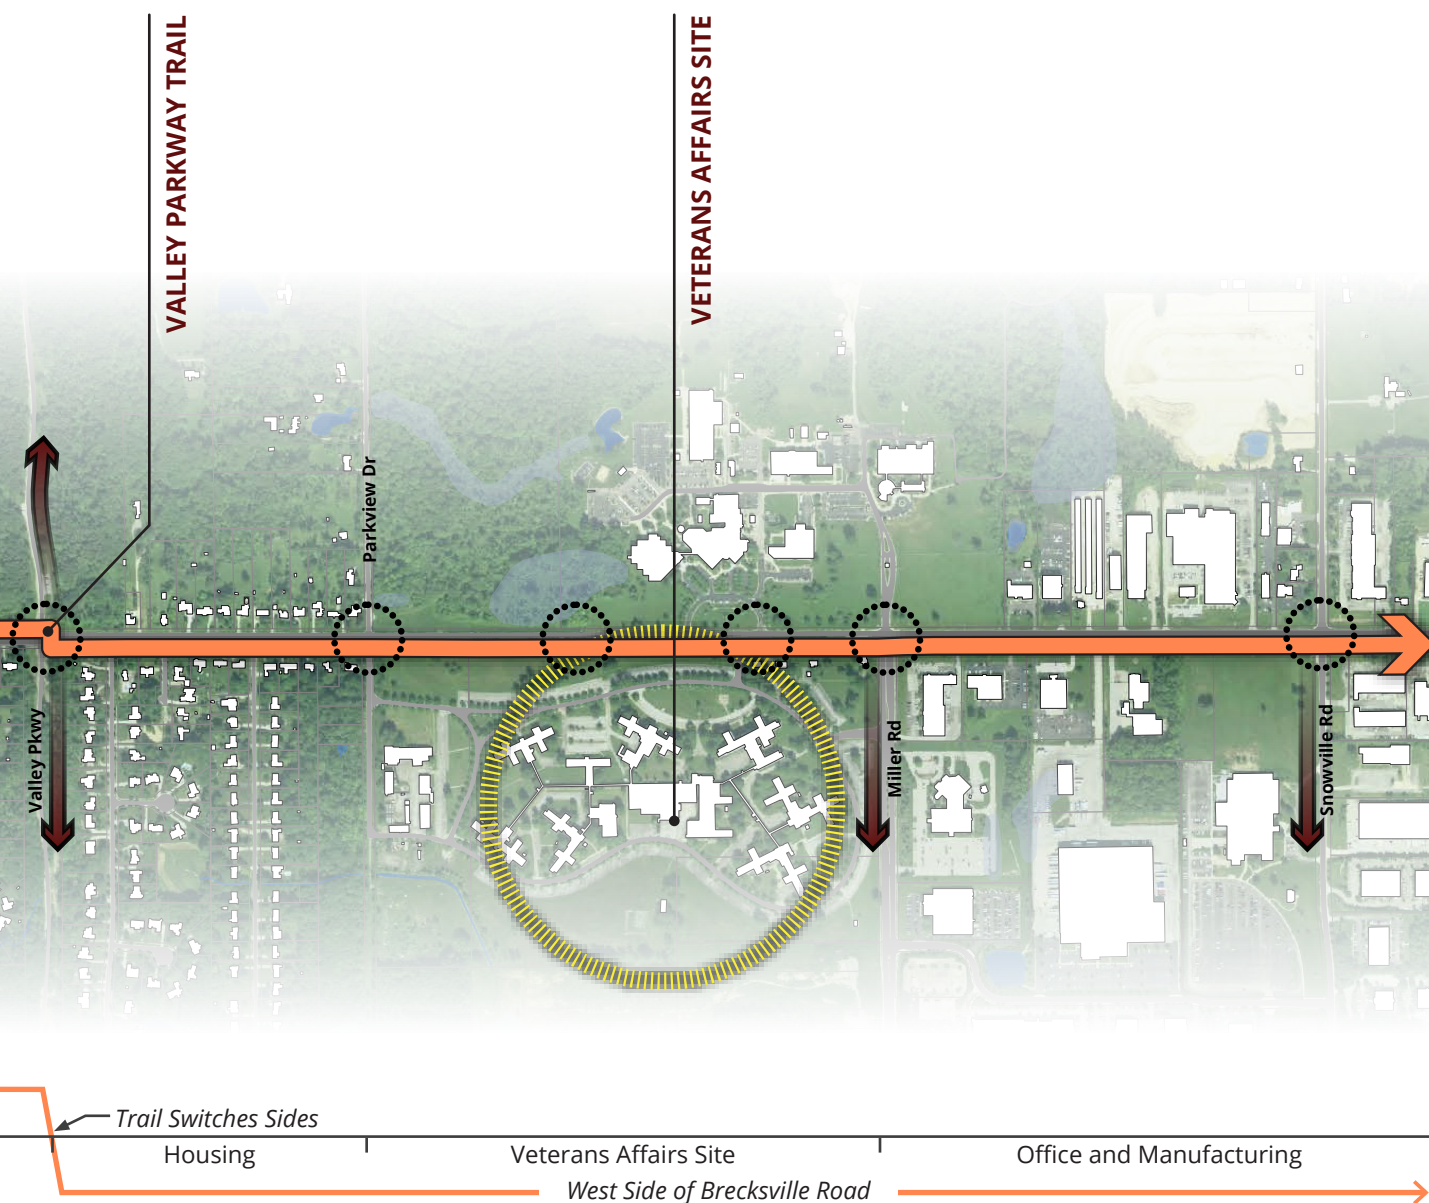 VALLEY PARKWAY TRAIL
VETERANS AFFAIRS SITE
Parkview Dr
Valley Pkwy
Miller Rd
Snowville Rd
Trail Switches Sides
Housing
Veterans Affairs Site
Office and Manufacturing
West Side of Brecksville Road